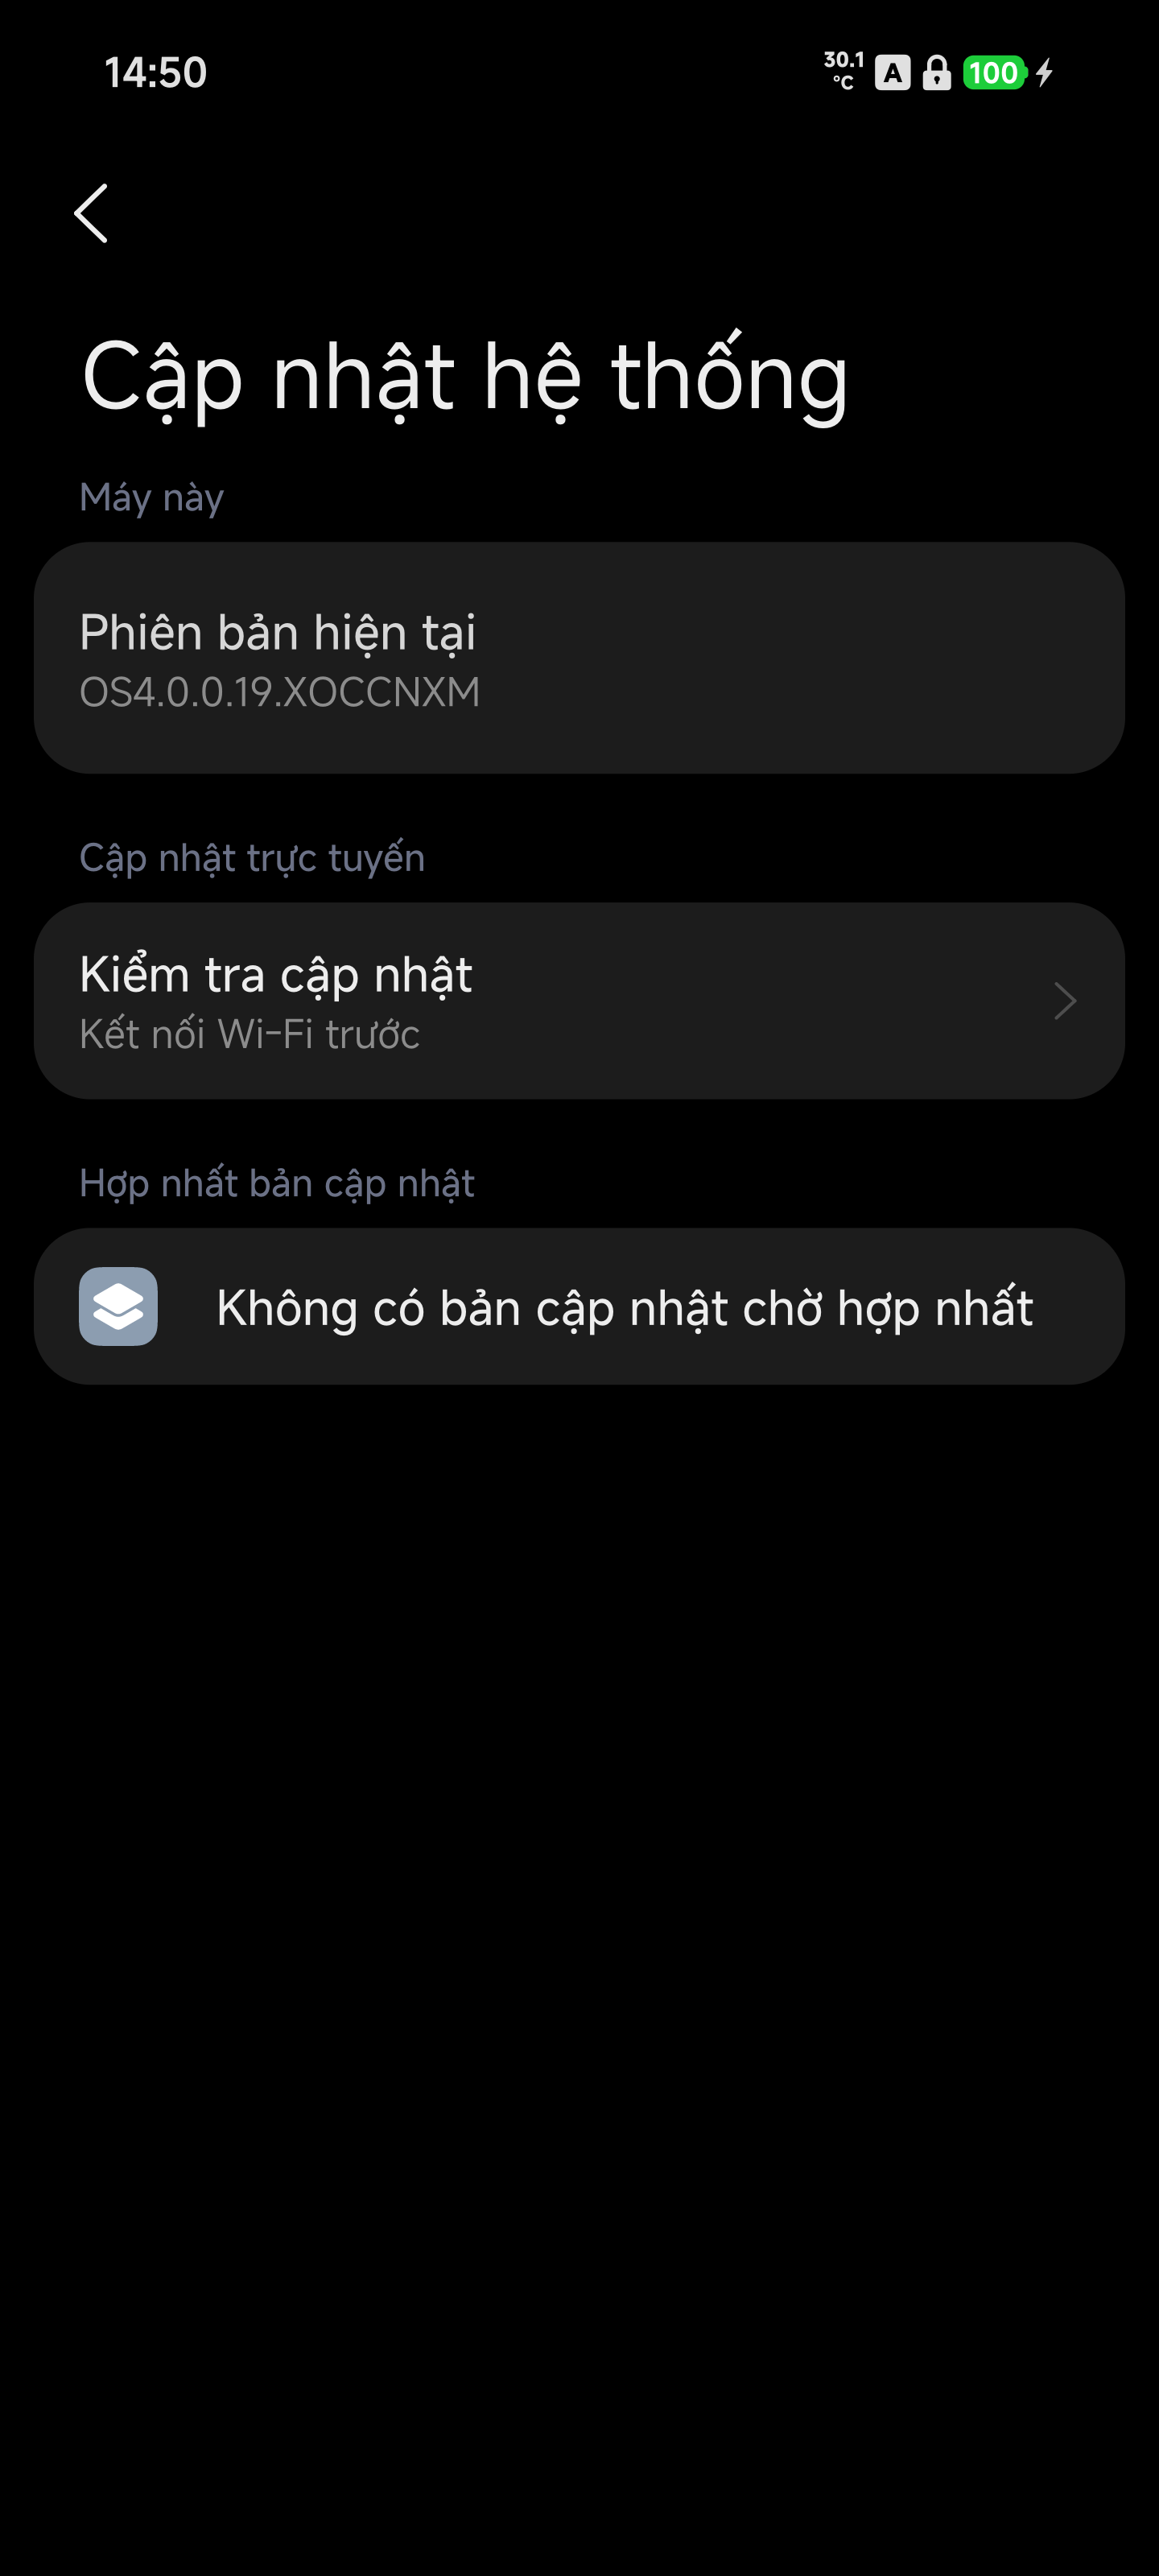 14:50
30.1
°C
A
100
Cập nhật hệ thống
Máy này
Phiên bản hiện tại
OS4.0.0.19.XOCCNXM
Cập nhật trực tuyến
Kiểm tra cập nhật
Kết nối Wi-Fi trước
Hợp nhất bản cập nhật
Không có bản cập nhật chờ hợp nhất